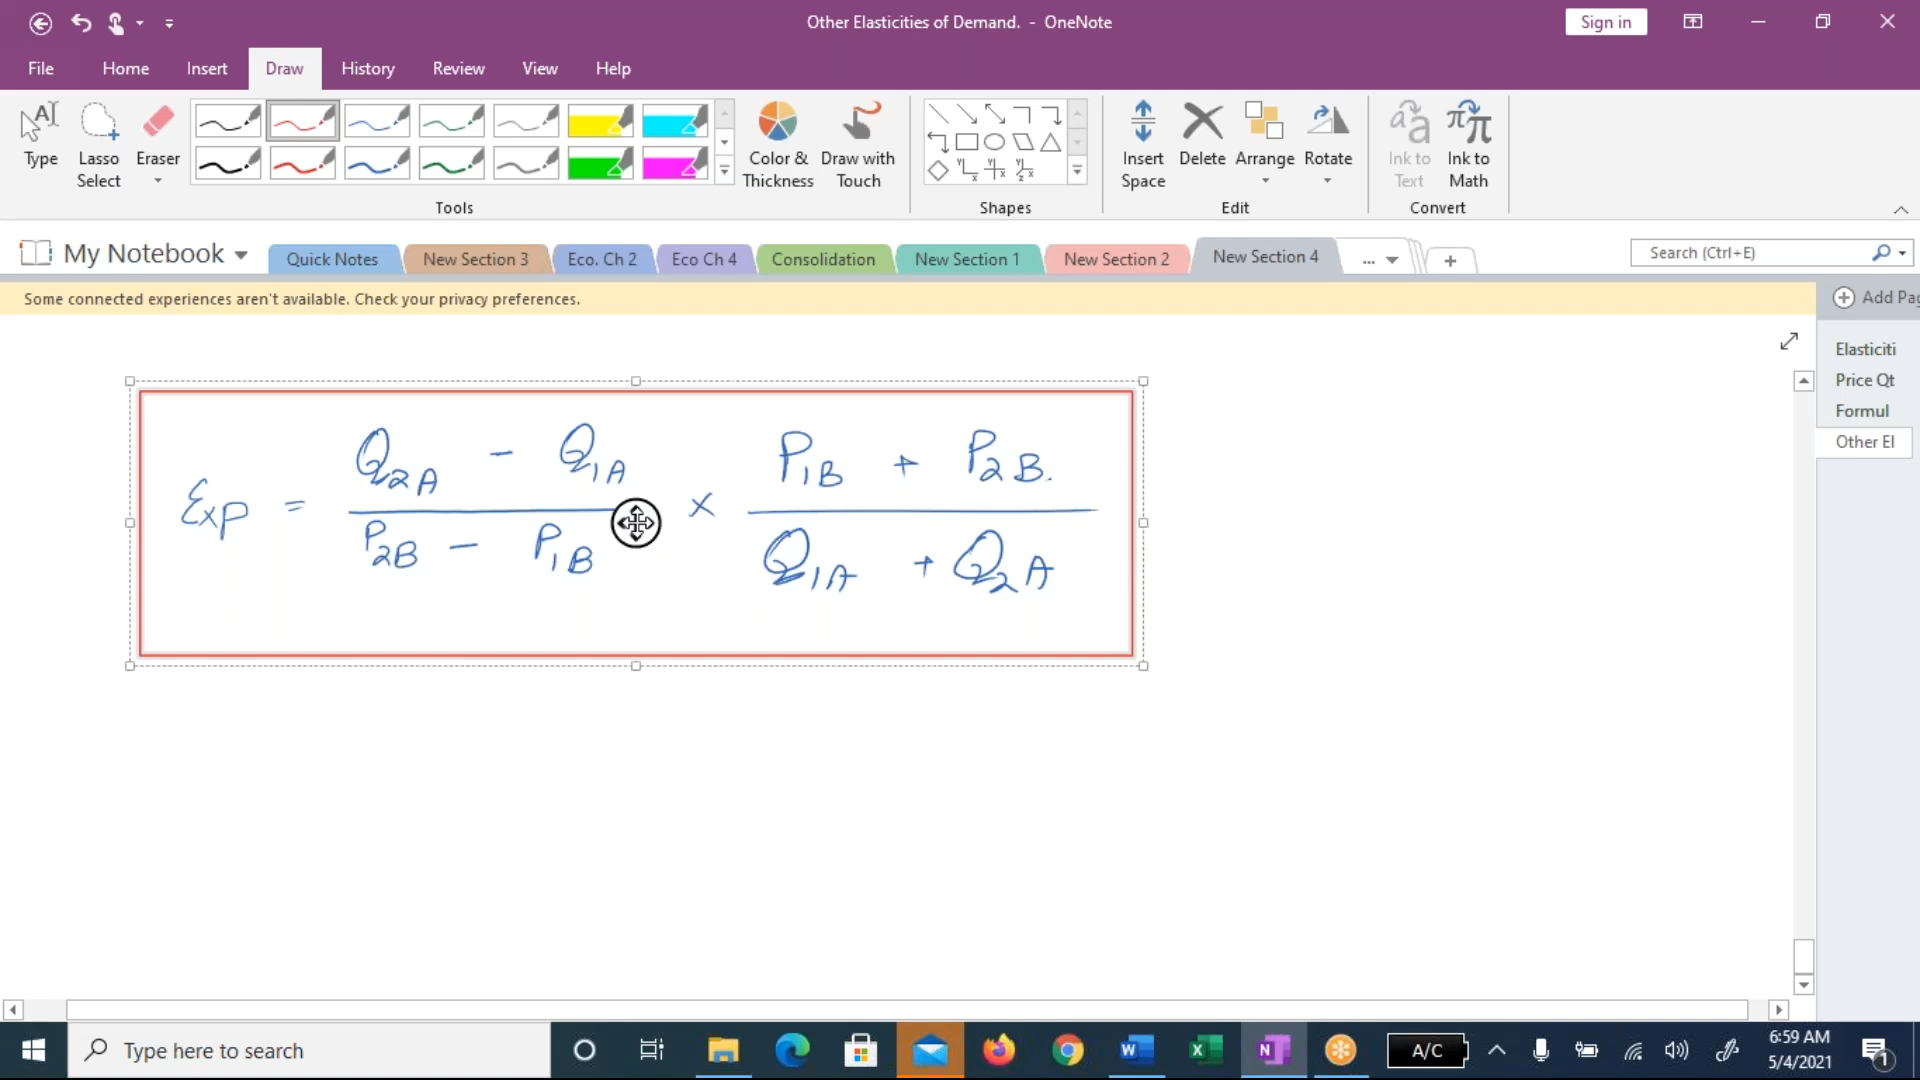 Other Elasticities of Demand. - OneNote
Sign in
File Home Insert Draw History Review View Help
Type
Lasso Select
Eraser
Color & Thickness
Draw with Touch
Insert Space
Delete
Arrange
Rotate
Ink to Text
Ink to Math
Tools
Shapes
Edit
Convert
My Notebook
Quick Notes
New Section 3
Eco. Ch 2
Eco Ch 4
Consolidation
New Section 1
New Section 2
New Section 4
...
Search (Ctrl+E)
Some connected experiences aren't available. Check your privacy preferences.
Add Pag
Elasticiti
Price Qt
Formul
Other El
Q2A - Q1A P1B + P2B.
Exp = ×
P2B - P1B Q1A + Q2A
Type here to search
A/C
6:59 AM
5/4/2021
1